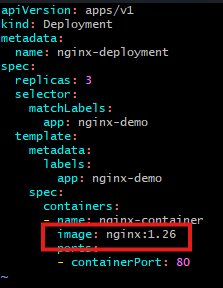 apiVersion: apps/v1
kind: Deployment
metadata:
  name: nginx-deployment
spec:
  replicas: 3
  selector:
    matchLabels:
      app: nginx-demo
  template:
    metadata:
      labels:
        app: nginx-demo
    spec:
      containers:
      - name: nginx-container
        image: nginx:1.26
        ports:
        - containerPort: 80
~